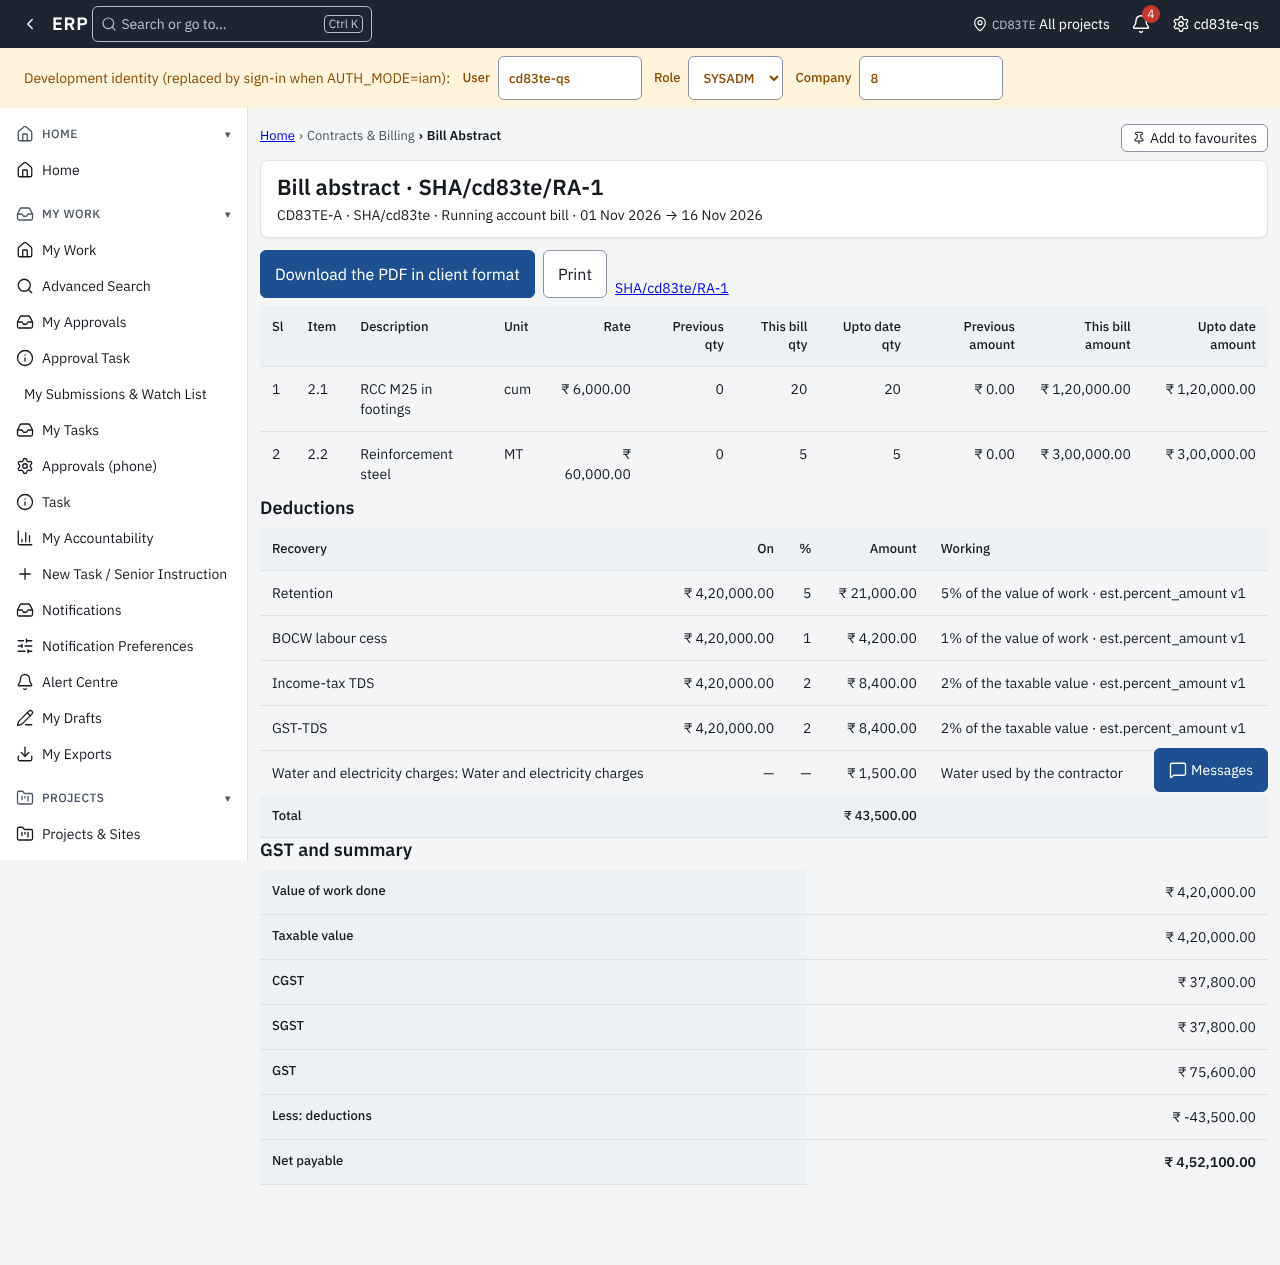 ERP
Search or go to...
Ctrl K
CD83TE All projects
4
cd83te-qs
Development identity (replaced by sign-in when AUTH_MODE=iam):
User
cd83te-qs
Role
SYSADM
Company
8
HOME
Home
MY WORK
My Work
Advanced Search
My Approvals
Approval Task
My Submissions & Watch List
My Tasks
Approvals (phone)
Task
My Accountability
New Task / Senior Instruction
Notifications
Notification Preferences
Alert Centre
My Drafts
My Exports
PROJECTS
Projects & Sites
Home › Contracts & Billing › Bill Abstract
Add to favourites
Bill abstract · SHA/cd83te/RA-1
CD83TE-A · SHA/cd83te · Running account bill · 01 Nov 2026 → 16 Nov 2026
Download the PDF in client format
Print
SHA/cd83te/RA-1
Sl Item Description Unit Rate Previous qty This bill qty Upto date qty Previous amount This bill amount Upto date amount
1 2.1 RCC M25 in footings cum ₹ 6,000.00 0 20 20 ₹ 0.00 ₹ 1,20,000.00 ₹ 1,20,000.00
2 2.2 Reinforcement steel MT ₹ 60,000.00 0 5 5 ₹ 0.00 ₹ 3,00,000.00 ₹ 3,00,000.00
Deductions
Recovery On % Amount Working
Retention ₹ 4,20,000.00 5 ₹ 21,000.00 5% of the value of work · est.percent_amount v1
BOCW labour cess ₹ 4,20,000.00 1 ₹ 4,200.00 1% of the value of work · est.percent_amount v1
Income-tax TDS ₹ 4,20,000.00 2 ₹ 8,400.00 2% of the taxable value · est.percent_amount v1
GST-TDS ₹ 4,20,000.00 2 ₹ 8,400.00 2% of the taxable value · est.percent_amount v1
Water and electricity charges: Water and electricity charges — — ₹ 1,500.00 Water used by the contractor
Messages
Total ₹ 43,500.00
GST and summary
Value of work done ₹ 4,20,000.00
Taxable value ₹ 4,20,000.00
CGST ₹ 37,800.00
SGST ₹ 37,800.00
GST ₹ 75,600.00
Less: deductions ₹ -43,500.00
Net payable ₹ 4,52,100.00